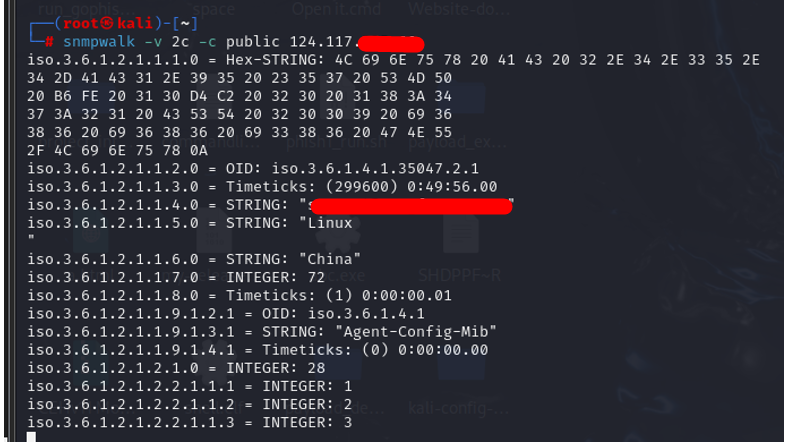 run_gophis...
space
Open it.cmd
Website-do...
(root㉿kali)-[~]
# snmpwalk -v 2c -c public 124.117.
iso.3.6.1.2.1.1.1.0 = Hex-STRING: 4C 69 6E 75 78 20 41 43 20 32 2E 34 2E 33 35 2E
34 2D 41 43 31 2E 39 35 20 23 35 37 20 53 4D 50
20 B6 FE 20 31 30 D4 C2 20 32 30 20 31 38 3A 34
37 3A 32 31 20 43 53 54 20 32 30 30 39 20 69 36
38 36 20 69 36 38 36 20 69 33 38 36 20 47 4E 55
2F 4C 69 6E 75 78 0A
iso.3.6.1.2.1.1.2.0 = OID: iso.3.6.1.4.1.35047.2.1
iso.3.6.1.2.1.1.3.0 = Timeticks: (299600) 0:49:56.00
iso.3.6.1.2.1.1.4.0 = STRING: "s"
iso.3.6.1.2.1.1.5.0 = STRING: "Linux
"
iso.3.6.1.2.1.1.6.0 = STRING: "China"
iso.3.6.1.2.1.1.7.0 = INTEGER: 72
iso.3.6.1.2.1.1.8.0 = Timeticks: (1) 0:00:00.01
iso.3.6.1.2.1.1.9.1.2.1 = OID: iso.3.6.1.4.1
iso.3.6.1.2.1.1.9.1.3.1 = STRING: "Agent-Config-Mib"
iso.3.6.1.2.1.1.9.1.4.1 = Timeticks: (0) 0:00:00.00
iso.3.6.1.2.1.2.1.0 = INTEGER: 28
iso.3.6.1.2.1.2.2.1.1.1 = INTEGER: 1
iso.3.6.1.2.1.2.2.1.1.2 = INTEGER: 2
iso.3.6.1.2.1.2.2.1.1.3 = INTEGER: 3